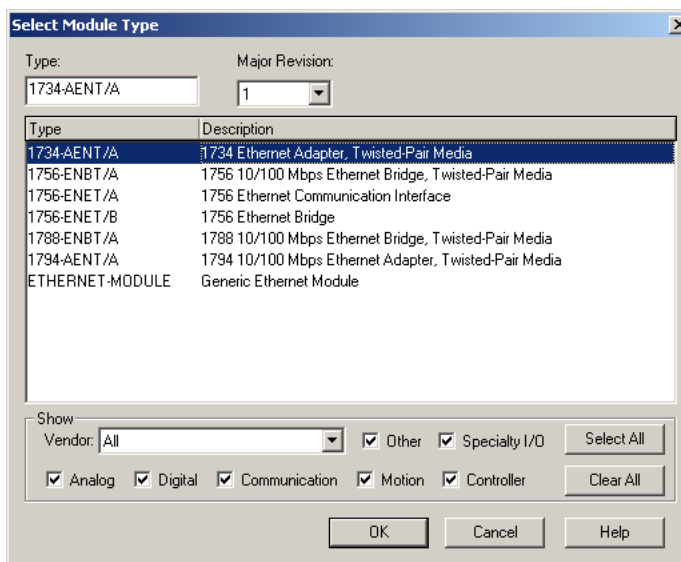 Select Module Type
Type: Major Revision:
1734-AENT/A 1
Type Description
1734-AENT/A 1734 Ethernet Adapter, Twisted-Pair Media
1756-ENBT/A 1756 10/100 Mbps Ethernet Bridge, Twisted-Pair Media
1756-ENET/A 1756 Ethernet Communication Interface
1756-ENET/B 1756 Ethernet Bridge
1788-ENBT/A 1788 10/100 Mbps Ethernet Bridge, Twisted-Pair Media
1794-AENT/A 1794 10/100 Mbps Ethernet Adapter, Twisted-Pair Media
ETHERNET-MODULE Generic Ethernet Module
Show
Vendor: All Other Specialty I/O Select All
Analog Digital Communication Motion Controller Clear All
OK Cancel Help